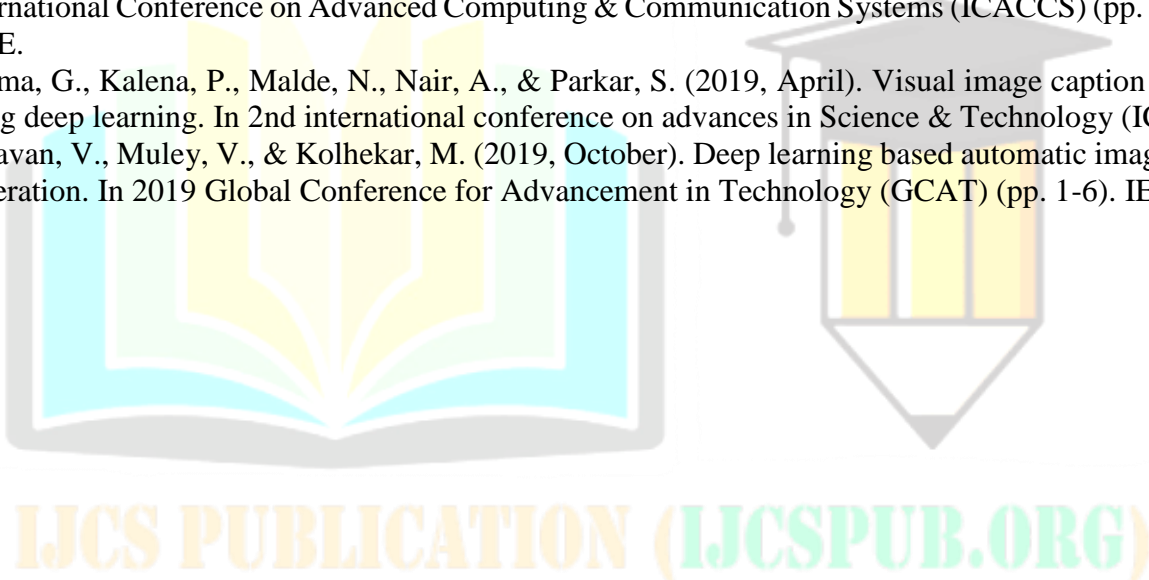 rnational Conference on Advanced Computing & Communication Systems (ICACCS) (pp.
E.
ma, G., Kalena, P., Malde, N., Nair, A., & Parkar, S. (2019, April). Visual image caption
g deep learning. In 2nd international conference on advances in Science & Technology (IC
avan, V., Muley, V., & Kolhekar, M. (2019, October). Deep learning based automatic imag
eration. In 2019 Global Conference for Advancement in Technology (GCAT) (pp. 1-6). IE
IJCS PUBLICATION (IJCSPUB.ORG)